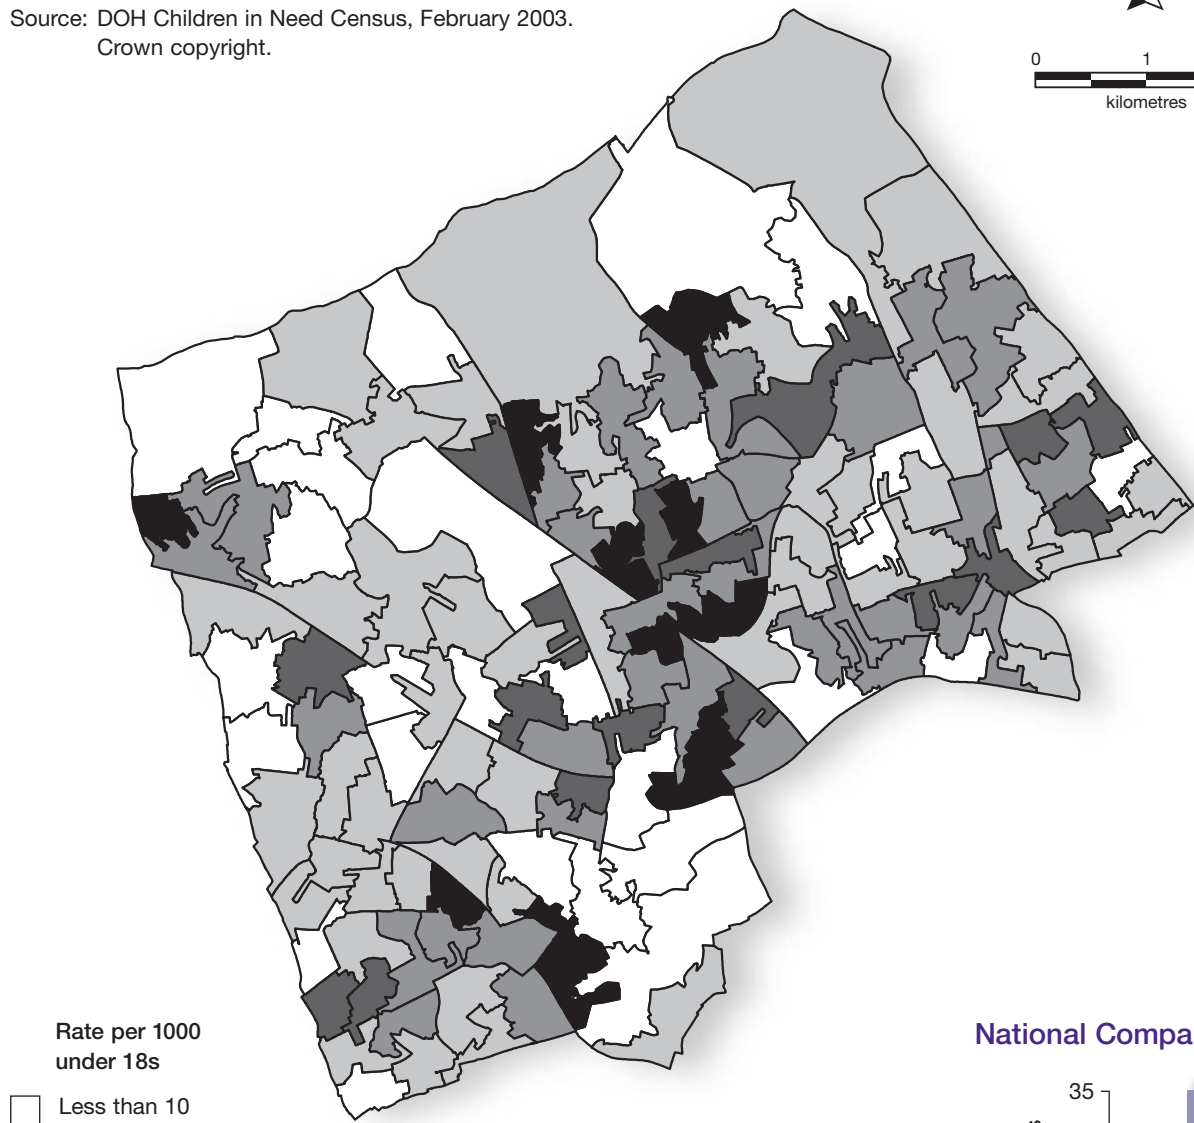 Source: DOH Children in Need Census, February 2003.
Crown copyright.
0 1
kilometres
Rate per 1000
under 18s
Less than 10
National Compa
35